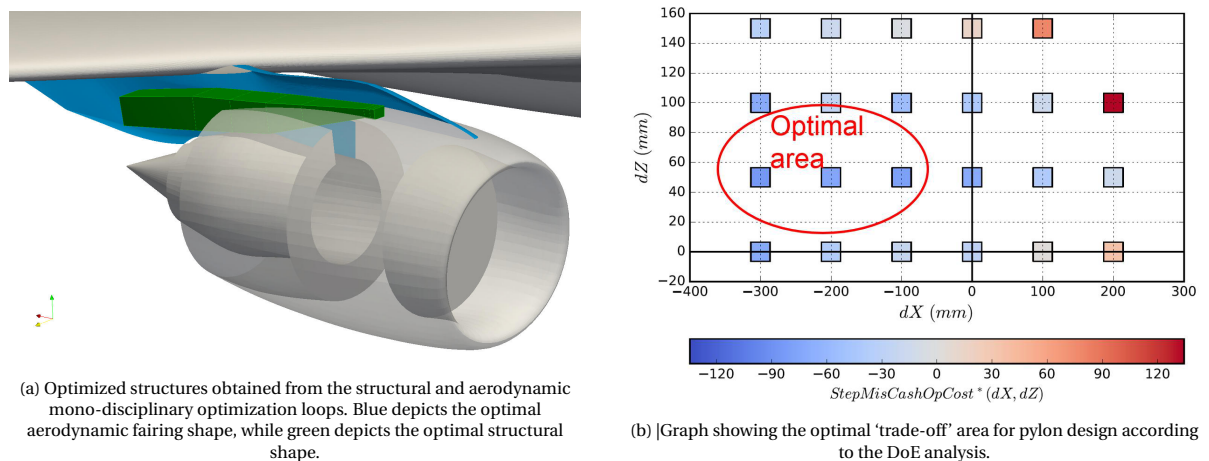 (a) Optimized structures obtained from the structural and aerodynamic
mono-disciplinary optimization loops. Blue depicts the optimal
aerodynamic fairing shape, while green depicts the optimal structural
shape.
160
140
120
100
80
60
40
20
0
−20
dZ (mm)
Optimal
area
−400 −300 −200 −100 0 100 200 300
dX (mm)
−120 −90 −60 −30 0 30 60 90 120
StepMisCashOpCost* (dX, dZ)
(b) |Graph showing the optimal ‘trade-off’ area for pylon design according
to the DoE analysis.